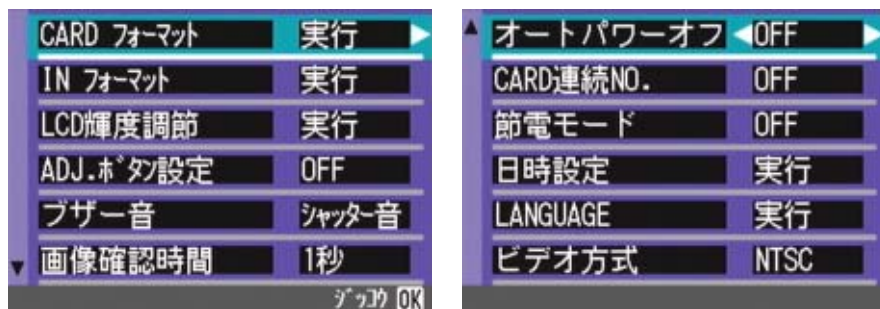 CARD ﾌｫｰﾏｯﾄ 実行
IN ﾌｫｰﾏｯﾄ 実行
LCD輝度調節 実行
ADJ.ﾎﾞﾀﾝ設定 OFF
ブザー音 ｼｬｯﾀｰ音
画像確認時間 1秒
ｼﾞｯｺｳ OK
オートパワーオフ OFF
CARD連続NO. OFF
節電モード OFF
日時設定 実行
LANGUAGE 実行
ビデオ方式 NTSC